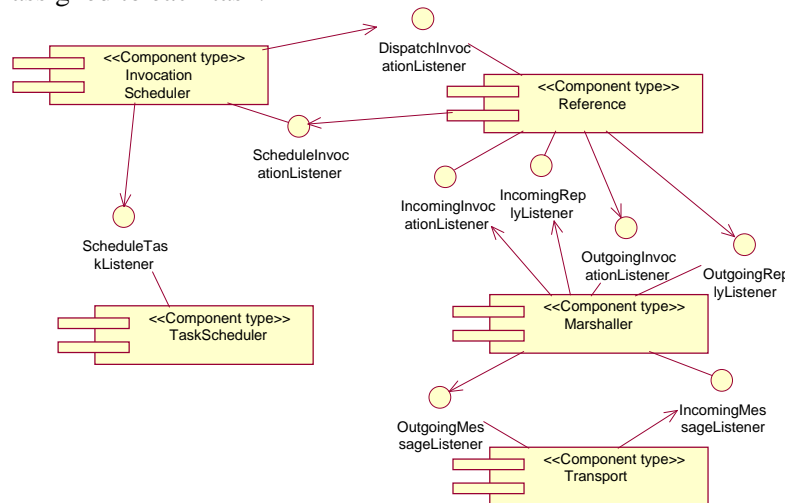 DispatchInvoc
ationListener
<<Component type>>
Invocation
Scheduler
<<Component type>>
Reference
ScheduleInvoc
ationListener
IncomingInvoc
ationListener
IncomingRep
lyListener
ScheduleTas
kListener
OutgoingInvoc
ationListener
OutgoingRep
lyListener
<<Component type>>
TaskScheduler
<<Component type>>
Marshaller
OutgoingMes
sageListener
IncomingMes
sageListener
<<Component type>>
Transport